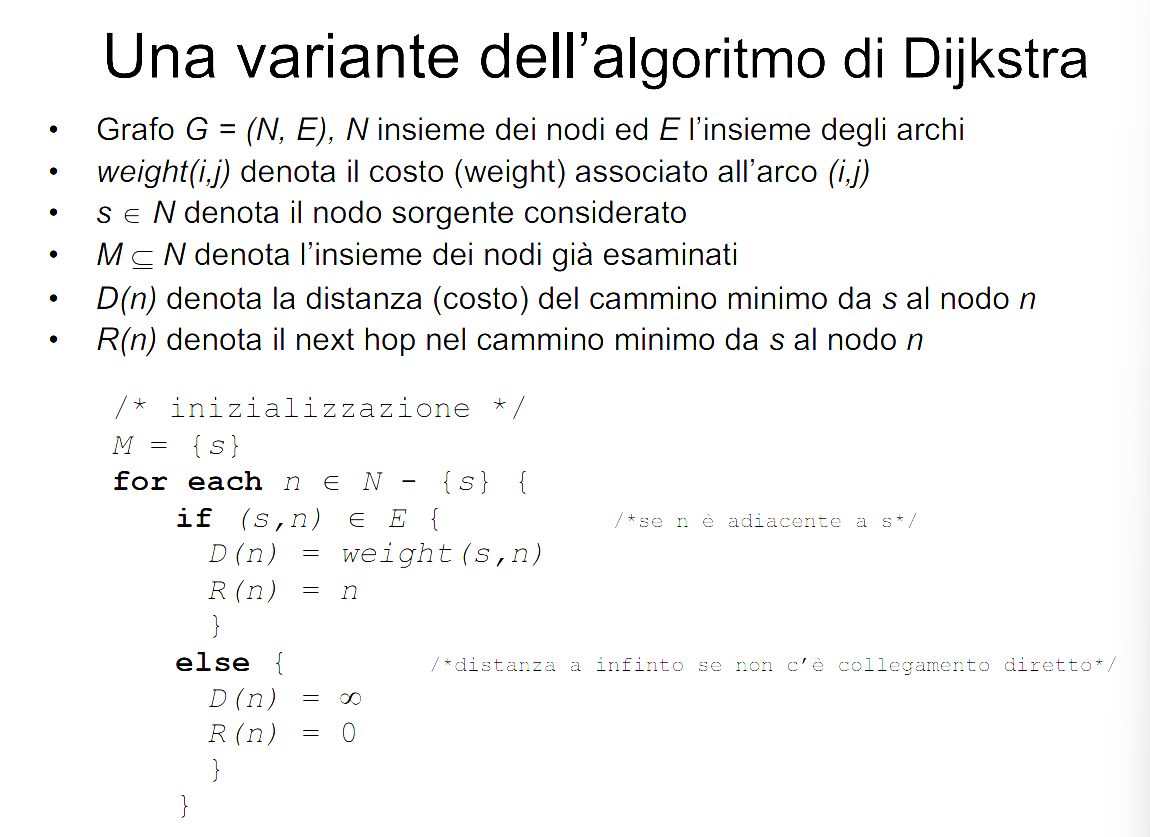 Una variante dell’algoritmo di Dijkstra
• Grafo G = (N, E), N insieme dei nodi ed E l’insieme degli archi
• weight(i,j) denota il costo (weight) associato all’arco (i,j)
• s ∈ N denota il nodo sorgente considerato
• M ⊆ N denota l’insieme dei nodi già esaminati
• D(n) denota la distanza (costo) del cammino minimo da s al nodo n
• R(n) denota il next hop nel cammino minimo da s al nodo n
/* inizializzazione */
M = {s}
for each n ∈ N - {s} {
if (s,n) ∈ E { /*se n è adiacente a s*/
D(n) = weight(s,n)
R(n) = n
}
else { /*distanza a infinto se non c’è collegamento diretto*/
D(n) = ∞
R(n) = 0
}
}